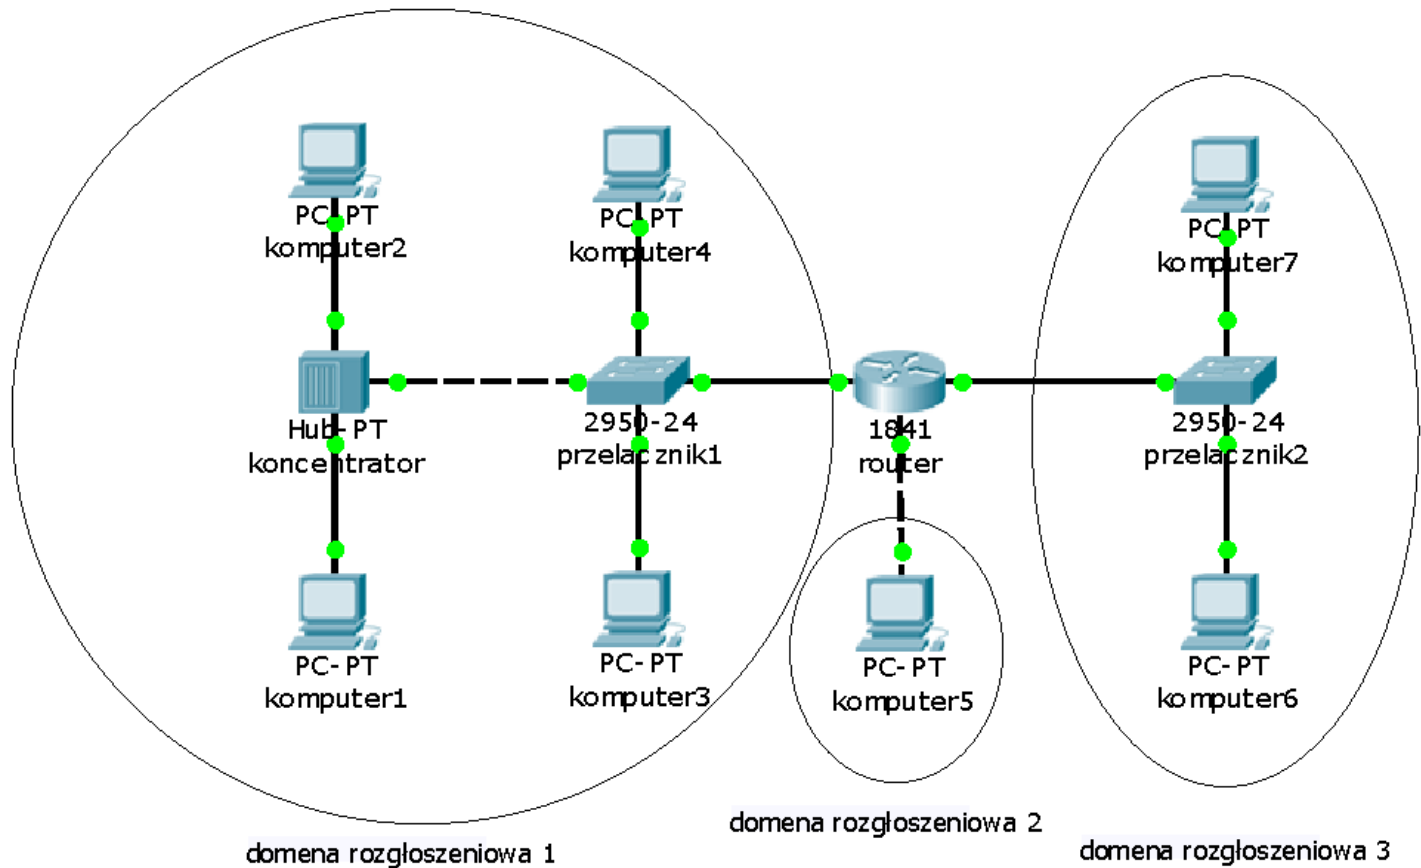 PC-PT
komputer2
PC-PT
komputer4
PC-PT
komputer7
Hub-PT
koncentrator
2950-24
przelacznik1
1841
router
2950-24
przelacznik2
PC-PT
komputer1
PC-PT
komputer3
PC-PT
komputer5
PC-PT
komputer6
domena rozgłoszeniowa 1
domena rozgłoszeniowa 2
domena rozgłoszeniowa 3